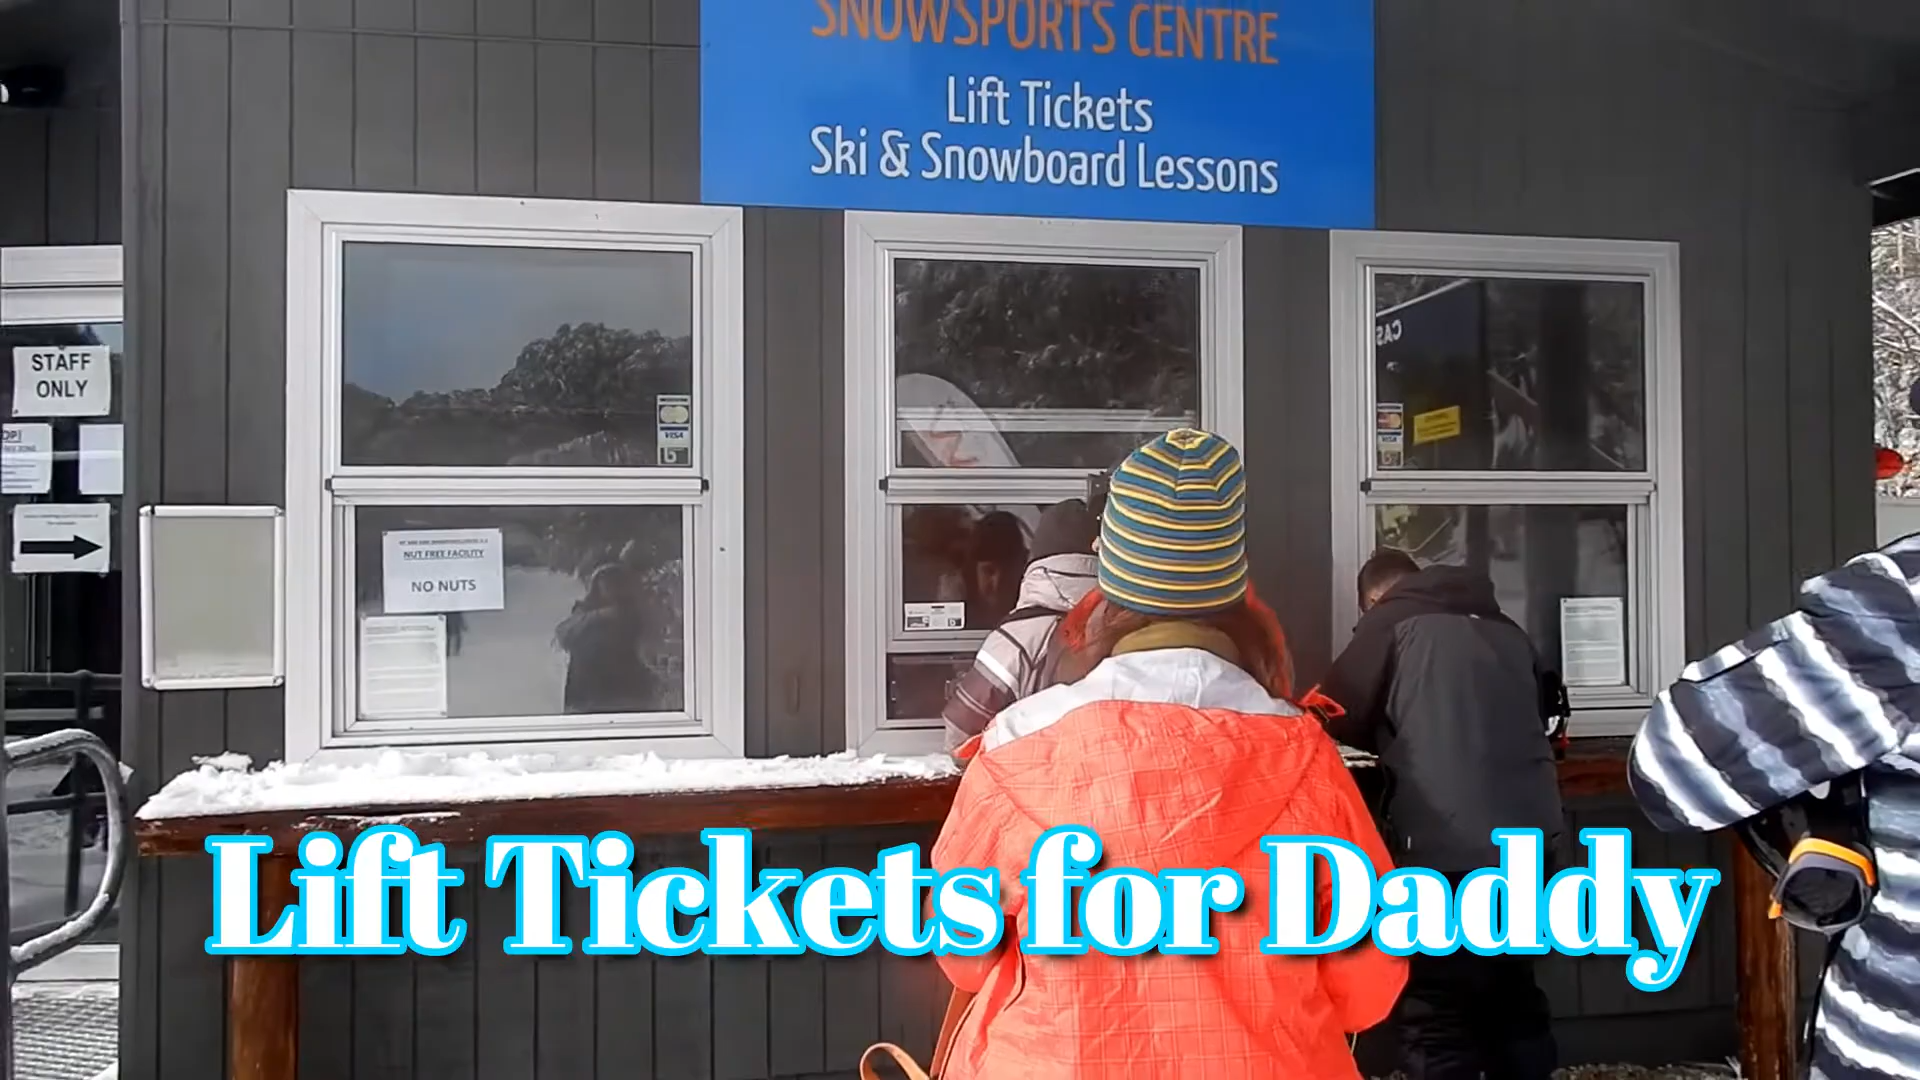 SNOWSPORTS CENTRE
Lift Tickets
Ski & Snowboard Lessons
STAFF
ONLY
VISA
b
NUT FREE FACILITY
NO NUTS
CAS
Lift Tickets for Daddy